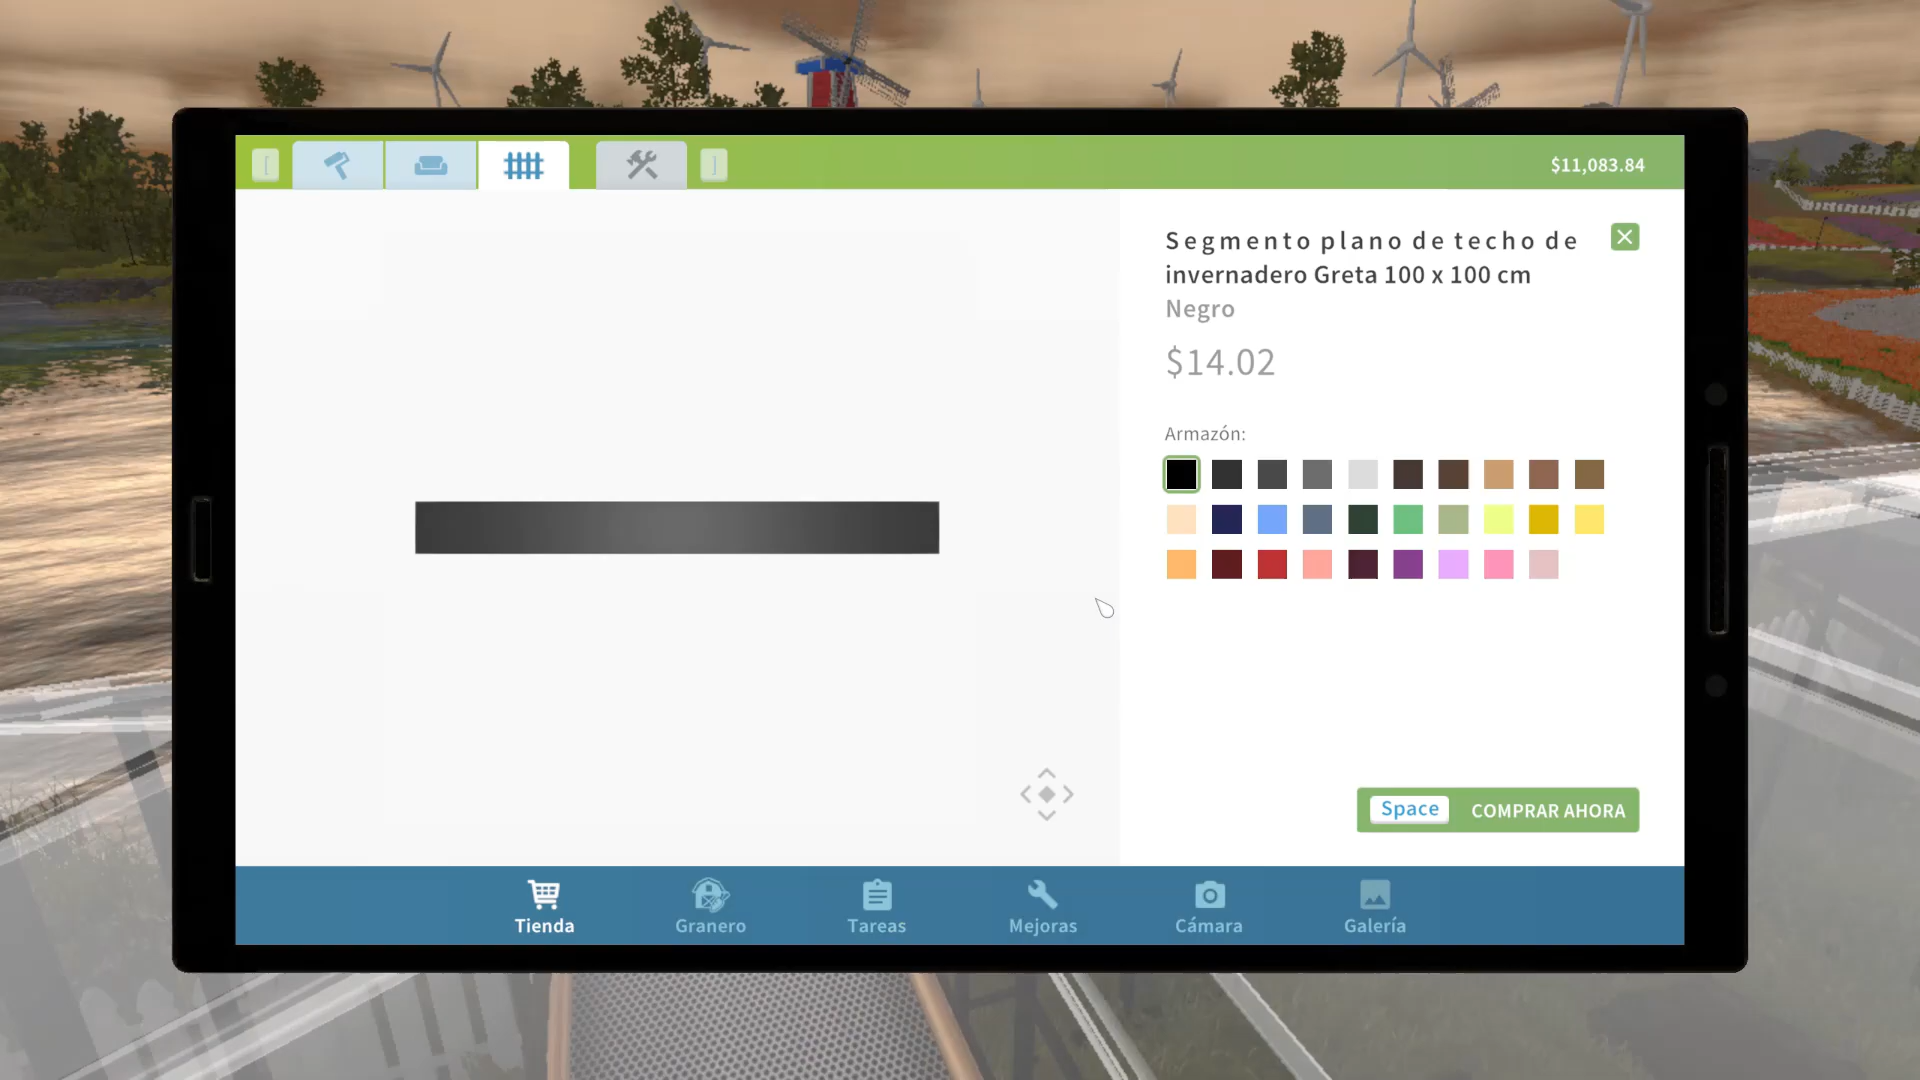 [
]
$11,083.84
Segmento plano de techo de
invernadero Greta 100 x 100 cm
Negro
$14.02
Armazón:
Space COMPRAR AHORA
Tienda
Granero
Tareas
Mejoras
Cámara
Galería